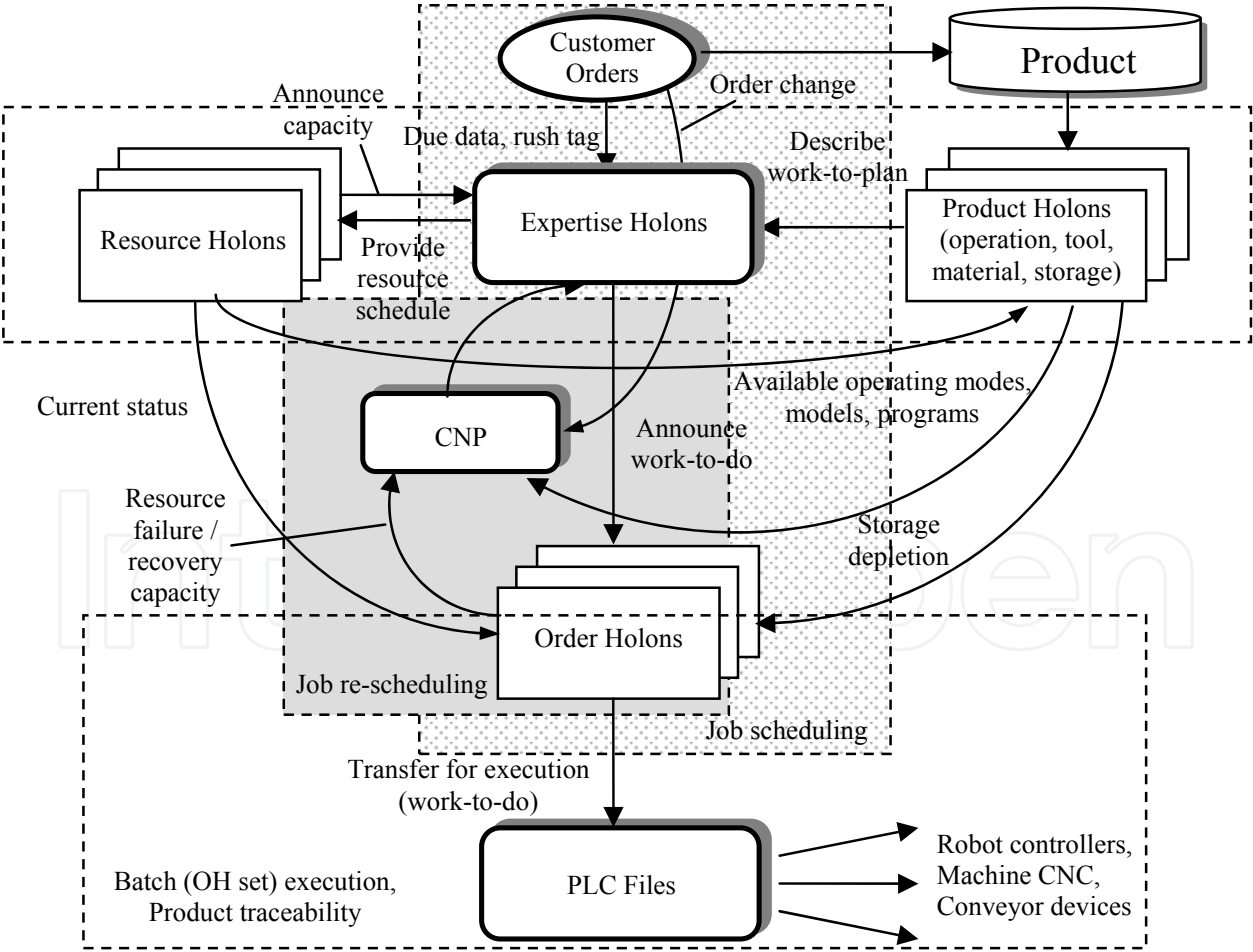 Customer
Orders
Product
Order change
Announce
capacity
Due data, rush tag
Describe
work-to-plan
Resource Holons
Expertise Holons
Product Holons
(operation, tool,
material, storage)
Provide
resource
schedule
Current status
Available operating modes,
models, programs
CNP
Announce
work-to-do
Resource
failure /
recovery
capacity
Storage
depletion
Order Holons
Job re-scheduling
Job scheduling
Transfer for execution
(work-to-do)
PLC Files
Batch (OH set) execution,
Product traceability
Robot controllers,
Machine CNC,
Conveyor devices